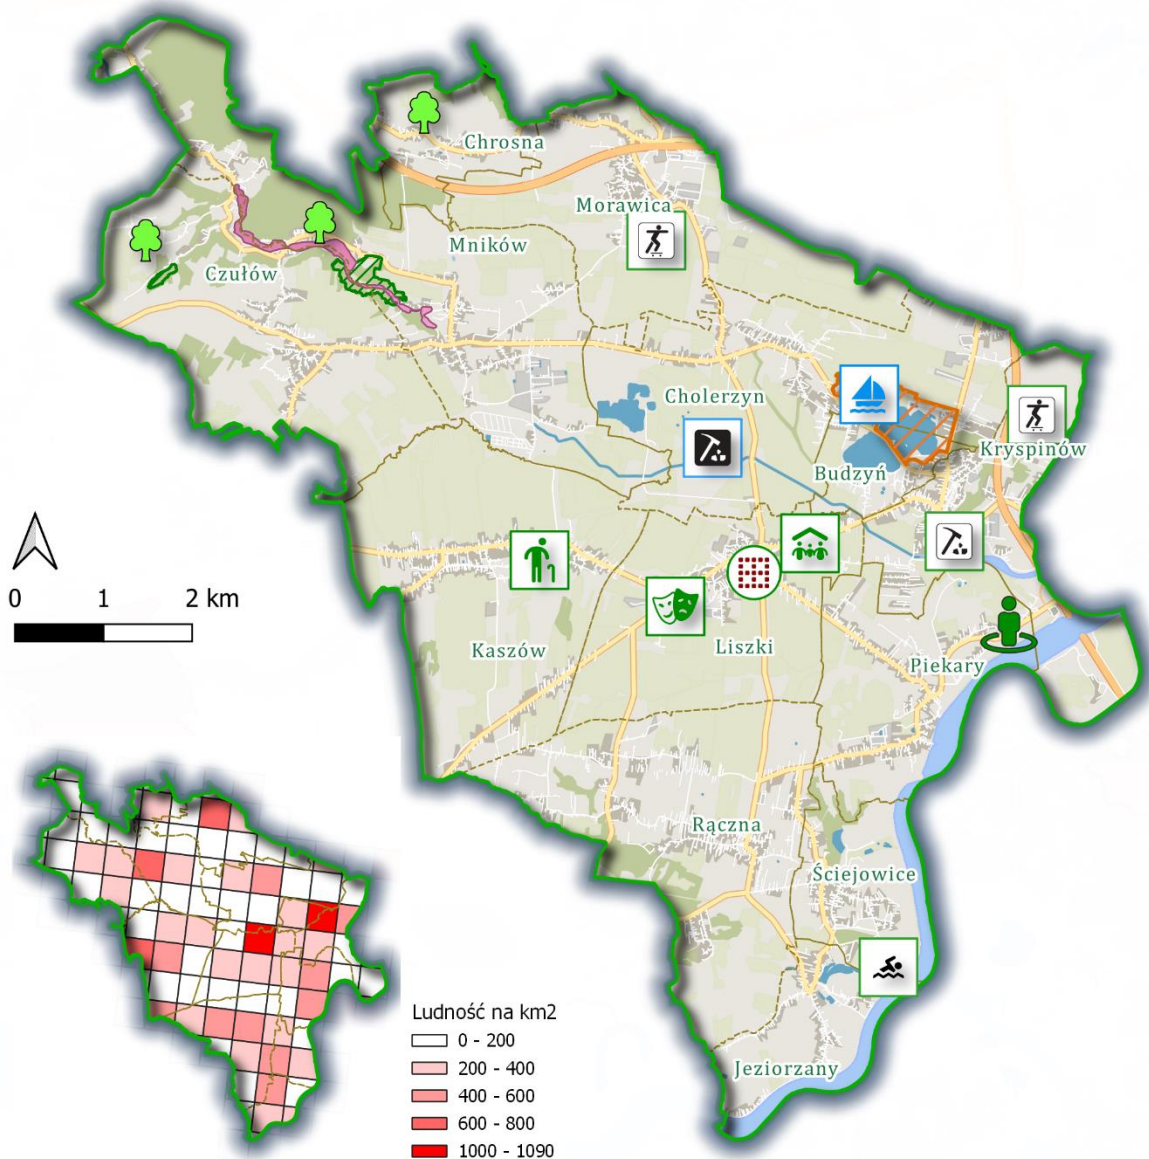 Chrosna
Morawica
Mników
Czułów
Cholerzyn
Kryspinów
Budzyń
0 1 2 km
Kaszów
Liszki
Piekary
Rączna
Ściejowice
Jeziorzany
Ludność na km2
0 - 200
200 - 400
400 - 600
600 - 800
1000 - 1090